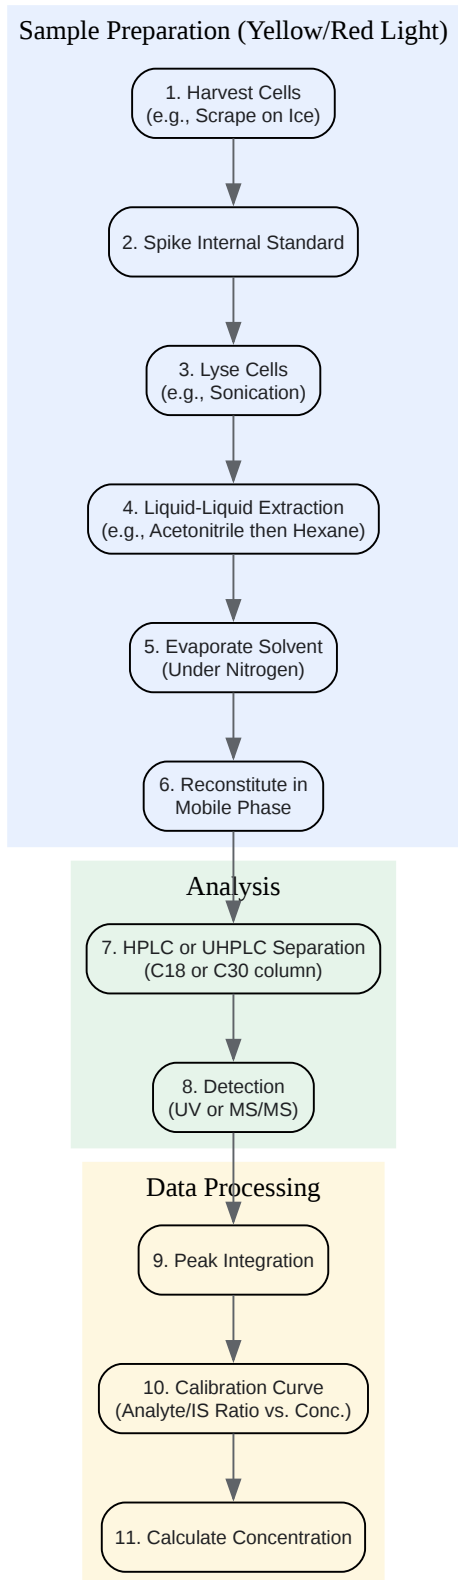 Sample Preparation (Yellow/Red Light)
1. Harvest Cells
(e.g., Scrape on Ice)
2. Spike Internal Standard
3. Lyse Cells
(e.g., Sonication)
4. Liquid-Liquid Extraction
(e.g., Acetonitrile then Hexane)
5. Evaporate Solvent
(Under Nitrogen)
6. Reconstitute in
Mobile Phase
Analysis
7. HPLC or UHPLC Separation
(C18 or C30 column)
8. Detection
(UV or MS/MS)
Data Processing
9. Peak Integration
10. Calibration Curve
(Analyte/IS Ratio vs. Conc.)
11. Calculate Concentration